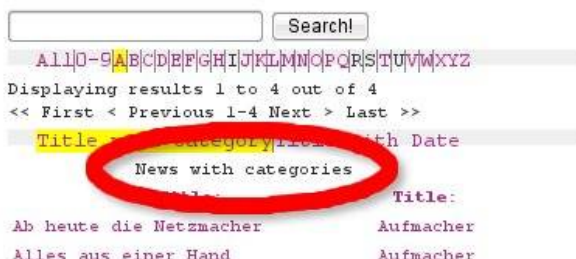 Search!
All|0-9|A|B|C|D|E|F|G|H|I|J|K|L|M|N|O|P|Q|R|S|T|U|V|W|X|Y|Z
Displaying results 1 to 4 out of 4
<< First < Previous 1-4 Next > Last >>
Title category with Date
News with categories
Title:
Ab heute die Netzmacher Aufmacher
Alles aus einer Hand Aufmacher